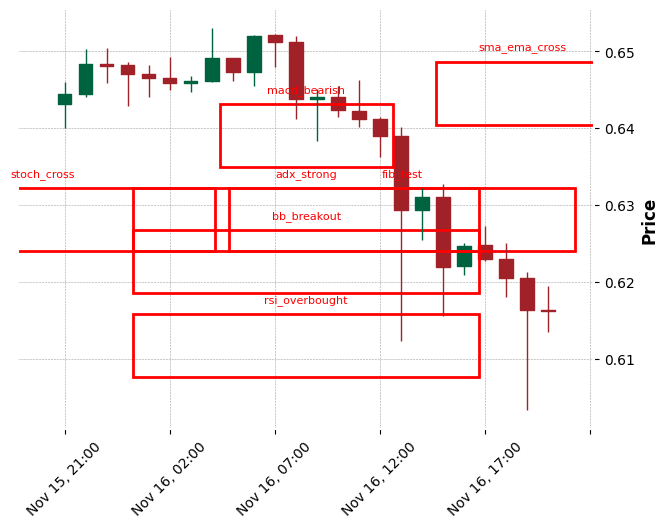 sma_ema_cross
0.65
macd_bearish
0.64
stoch_cross
adx_strong
0.63
bb_breakout
0.62
rsi_overbought
0.61
Price
Nov 15, 21:00
Nov 16, 02:00
Nov 16, 07:00
Nov 16, 12:00
Nov 16, 17:00